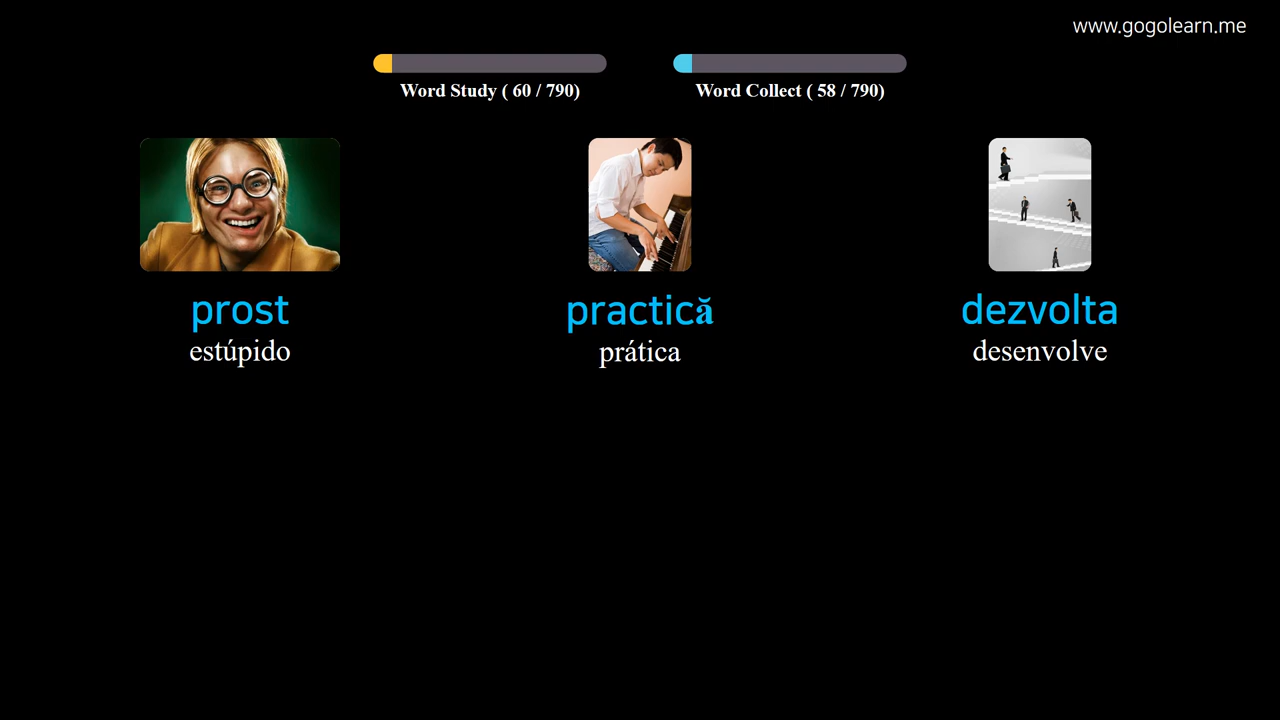 www.gogolearn.me
Word Study ( 60 / 790)
Word Collect ( 58 / 790)
prost
practică
dezvolta
estúpido
prática
desenvolve